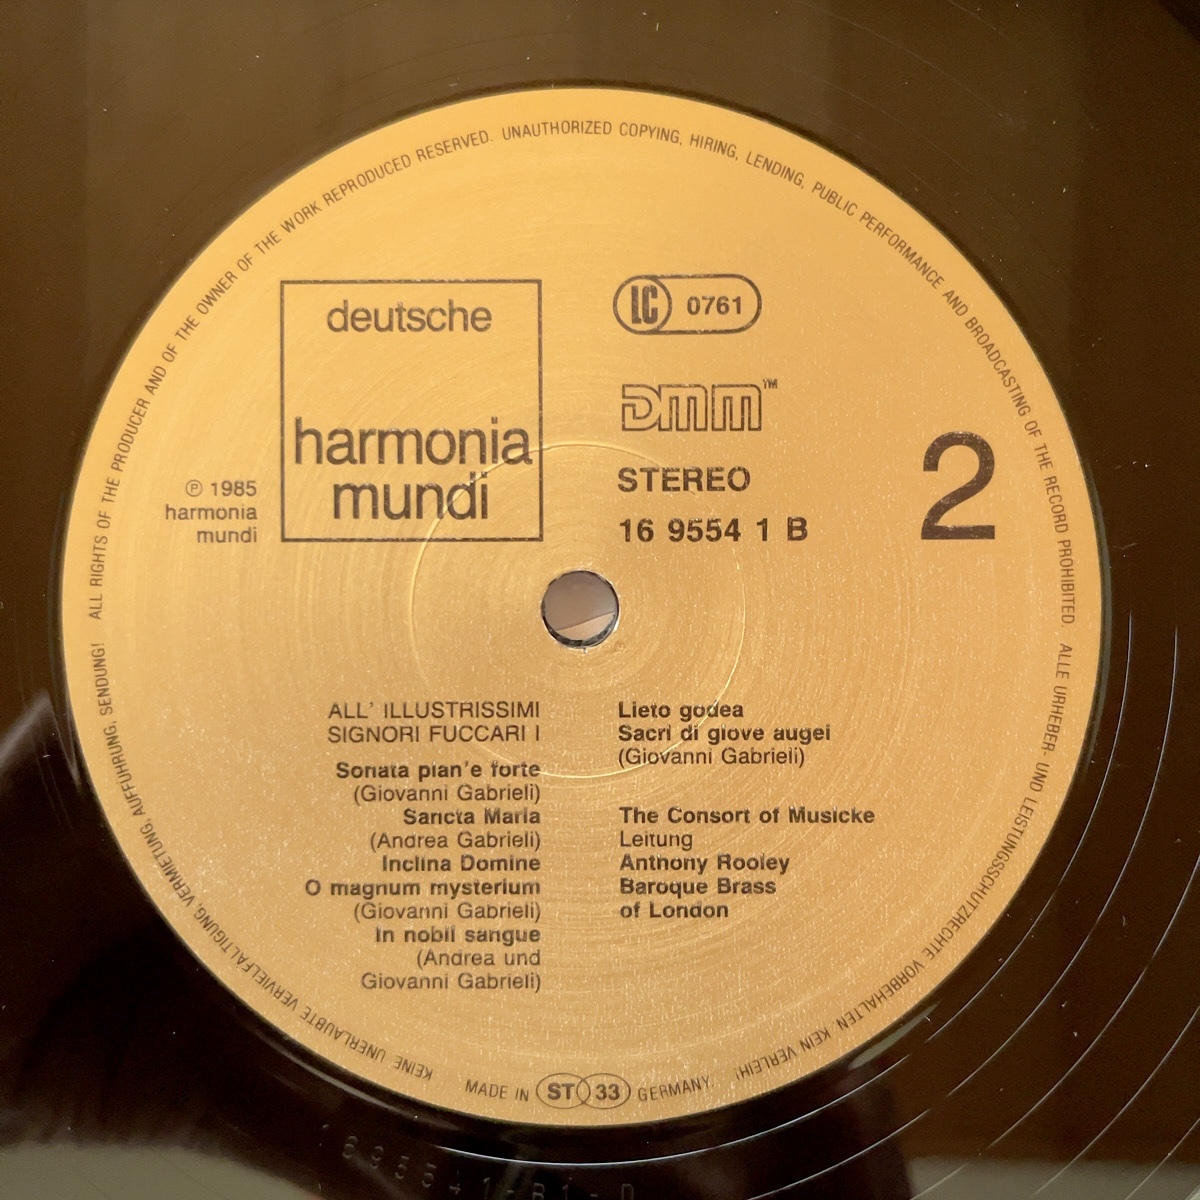 ALL RIGHTS OF THE PRODUCER AND OF THE OWNER OF THE WORK REPRODUCED RESERVED. UNAUTHORIZED COPYING, HIRING, LENDING, PUBLIC PERFORMANCE AND BROADCASTING OF THE RECORD PROHIBITED.
ALLE URHEBER- UND LEISTUNGSSCHUTZRECHTE VORBEHALTEN. KEIN VERLEIH!
KEINE UNERLAUBTE VERVIELFÄLTIGUNG, VERMIETUNG, AUFFÜHRUNG, SENDUNG!
deutsche
harmonia
mundi
℗ 1985
harmonia
mundi
LC 0761
DMM™
STEREO
16 9554 1 B
2
ALL' ILLUSTRISSIMI
SIGNORI FUCCARI I
Sonata pian'e forte
(Giovanni Gabrieli)
Sancta Maria
(Andrea Gabrieli)
Inclina Domine
O magnum mysterium
(Giovanni Gabrieli)
In nobil sangue
(Andrea und
Giovanni Gabrieli)
Lieto godea
Sacri di giove augei
(Giovanni Gabrieli)
The Consort of Musicke
Leitung
Anthony Rooley
Baroque Brass
of London
MADE IN ST 33 GERMANY.
169554 1-B1-D